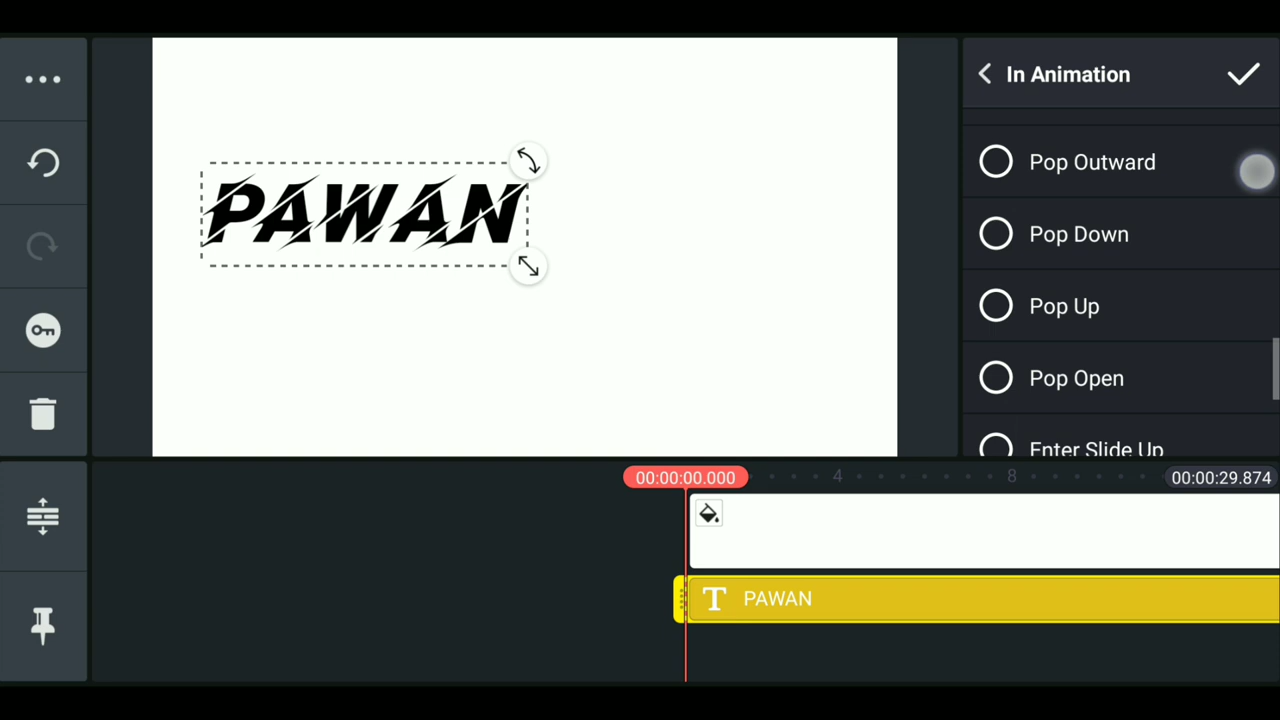 In Animation
Pop Outward
PAWAN
Pop Down
Pop Up
Pop Open
Enter Slide Up
00:00:00.000
4
8
00:00:29.874
T PAWAN